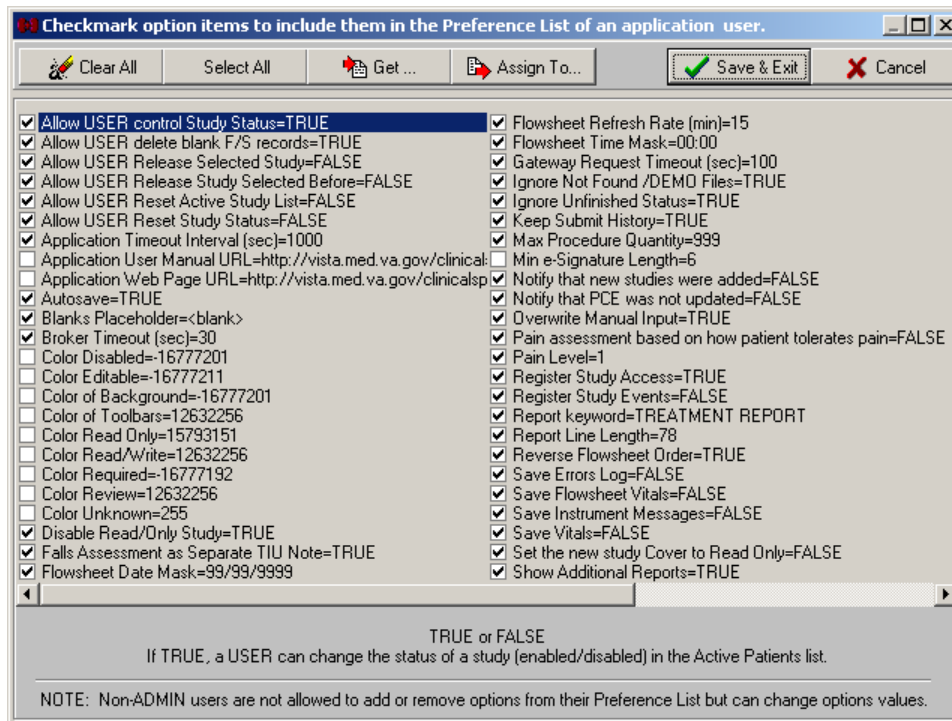 Checkmark option items to include them in the Preference List of an application user.
Clear All
Select All
Get ...
Assign To...
Save & Exit
Cancel
Allow USER control Study Status=TRUE
Allow USER delete blank F/S records=TRUE
Allow USER Release Selected Study=FALSE
Allow USER Release Study Selected Before=FALSE
Allow USER Reset Active Study List=FALSE
Allow USER Reset Study Status=FALSE
Application Timeout Interval (sec)=1000
Application User Manual URL=http://vista.med.va.gov/clinical:
Application Web Page URL=http://vista.med.va.gov/clinicalsp
Autosave=TRUE
Blanks Placeholder=<blank>
Broker Timeout (sec)=30
Color Disabled=-16777201
Color Editable=-16777211
Color of Background=-16777201
Color of Toolbars=12632256
Color Read Only=15793151
Color Read/Write=12632256
Color Required=-16777192
Color Review=12632256
Color Unknown=255
Disable Read/Only Study=TRUE
Falls Assessment as Separate TIU Note=TRUE
Flowsheet Date Mask=99/99/9999
Flowsheet Refresh Rate (min)=15
Flowsheet Time Mask=00:00
Gateway Request Timeout (sec)=100
Ignore Not Found /DEMO Files=TRUE
Ignore Unfinished Status=TRUE
Keep Submit History=TRUE
Max Procedure Quantity=999
Min e-Signature Length=6
Notify that new studies were added=FALSE
Notify that PCE was not updated=FALSE
Overwrite Manual Input=TRUE
Pain assessment based on how patient tolerates pain=FALSE
Pain Level=1
Register Study Access=TRUE
Register Study Events=FALSE
Report keyword=TREATMENT REPORT
Report Line Length=78
Reverse Flowsheet Order=TRUE
Save Errors Log=FALSE
Save Flowsheet Vitals=FALSE
Save Instrument Messages=FALSE
Save Vitals=FALSE
Set the new study Cover to Read Only=FALSE
Show Additional Reports=TRUE
TRUE or FALSE
If TRUE, a USER can change the status of a study (enabled/disabled) in the Active Patients list.
NOTE: Non-ADMIN users are not allowed to add or remove options from their Preference List but can change options values.